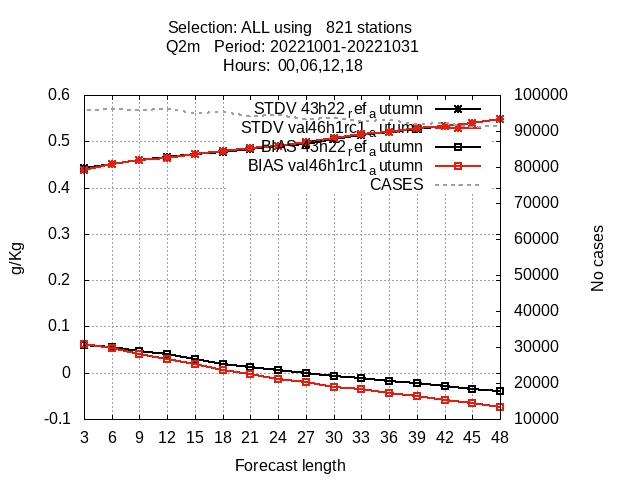 Selection: ALL using   821 stations
Q2m   Period: 20221001-20221031
Hours:  00,06,12,18
0.6
0.5
0.4
0.3
0.2
0.1
0
-0.1
g/Kg
STDV 43h22_ref_autumn
STDV val46h1rc1_autumn
BIAS 43h22_ref_autumn
BIAS val46h1rc1_autumn
CASES
100000
90000
80000
70000
60000
50000
40000
30000
20000
10000
No cases
3 6 9 12 15 18 21 24 27 30 33 36 39 42 45 48
Forecast length